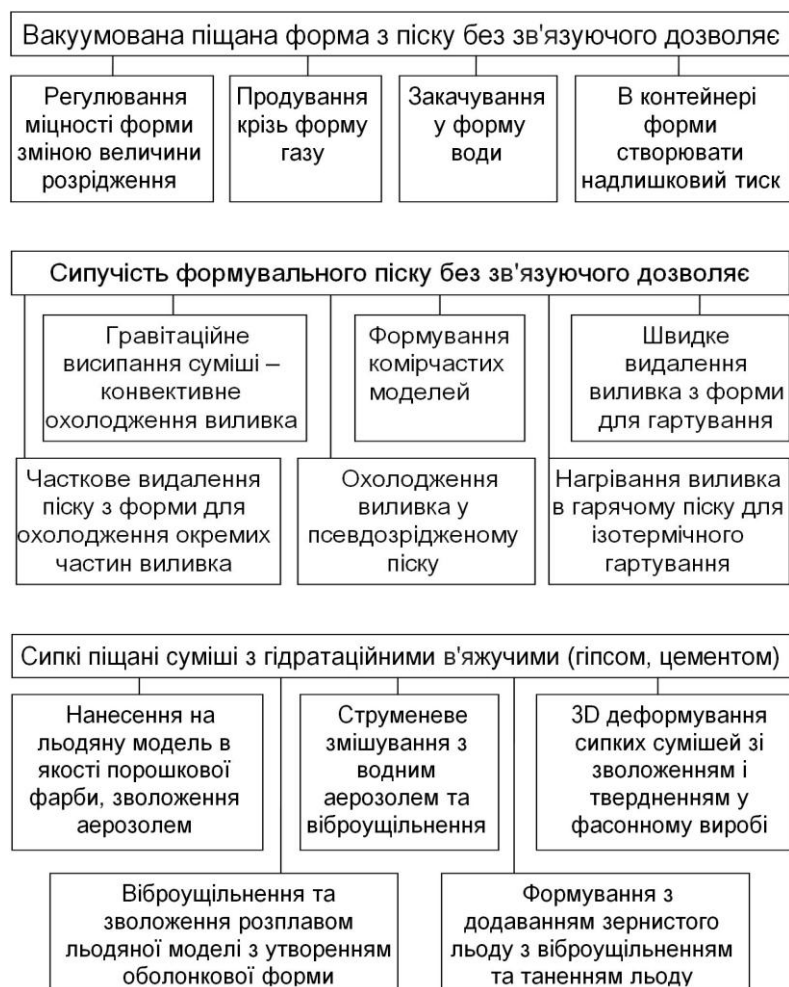 Вакуумована піщана форма з піску без зв'язуючого дозволяє
Регулювання
міцності форми
зміною величини
розрідження
Продування
крізь форму
газу
Закачування
у форму
води
В контейнері
форми
створювати
надлишковий тиск
Сипучість формувального піску без зв'язуючого дозволяє
Гравітаційне
висипання суміші –
конвективне
охолодження виливка
Формування
комірчастих
моделей
Швидке
видалення
виливка з форми
для гартування
Часткове видалення
піску з форми для
охолодження окремих
частин виливка
Охолодження
виливка у
псевдозрідженому
піску
Нагрівання виливка
в гарячому піску для
ізотермічного
гартування
Сипкі піщані суміші з гідратаційними в'яжучими (гіпсом, цементом)
Нанесення на
льодяну модель в
якості порошкової
фарби, зволоження
аерозолем
Струменеве
змішування з
водним
аерозолем та
віброущільнення
3D деформування
сипких сумішей зі
зволоженням і
твердненням у
фасонному виробі
Віброущільнення та
зволоження розплавом
льодяної моделі з утворенням
оболонкової форми
Формування з
додаванням зернистого
льоду з віброущільненням
та таненням льоду